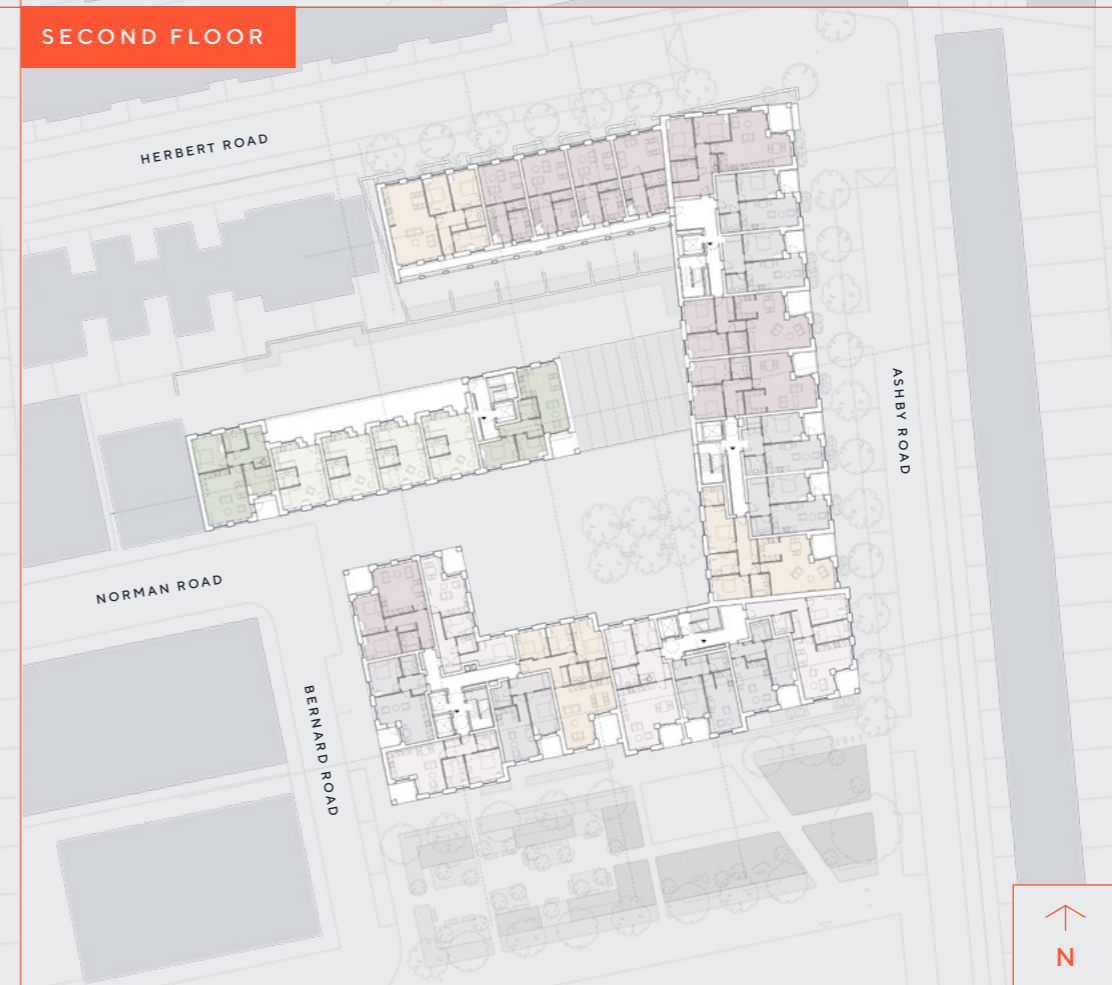 SECOND FLOOR
HERBERT ROAD
ASHBY ROAD
NORMAN ROAD
BERNARD ROAD
N